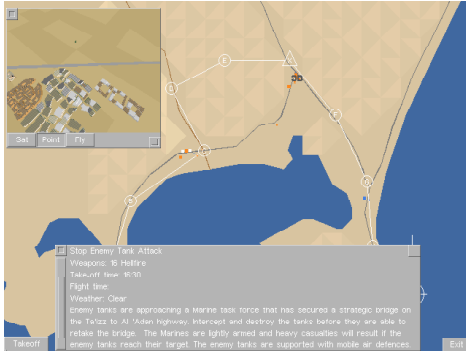 Sat Point Fly
Stop Enemy Tank Attack
Weapons: 16 Hellfire
Take-off time: 16:30
Flight time:
Weather: Clear
Enemy tanks are approaching a Marine task force that has secured a strategic bridge on
the Ta'izz to Al 'Adan highway. Intercept and destroy the tanks before they are able to
retake the bridge. The Marines are lightly armed and heavy casualties will result if the
enemy tanks reach their target. The enemy tanks are supported with mobile air defences.
Takeoff
Exit